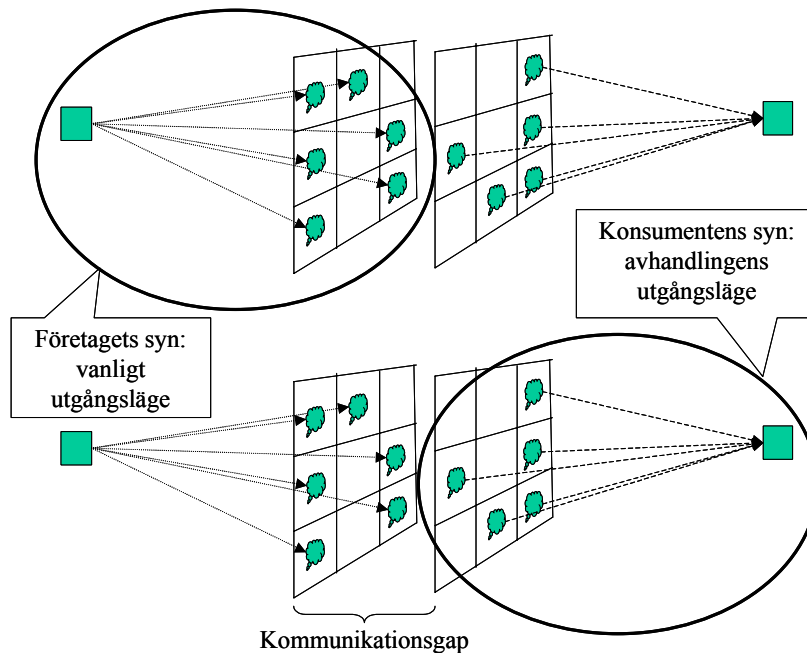 Konsumentens syn:
avhandlingens
utgångsläge
Företagets syn:
vanligt
utgångsläge
Kommunikationsgap